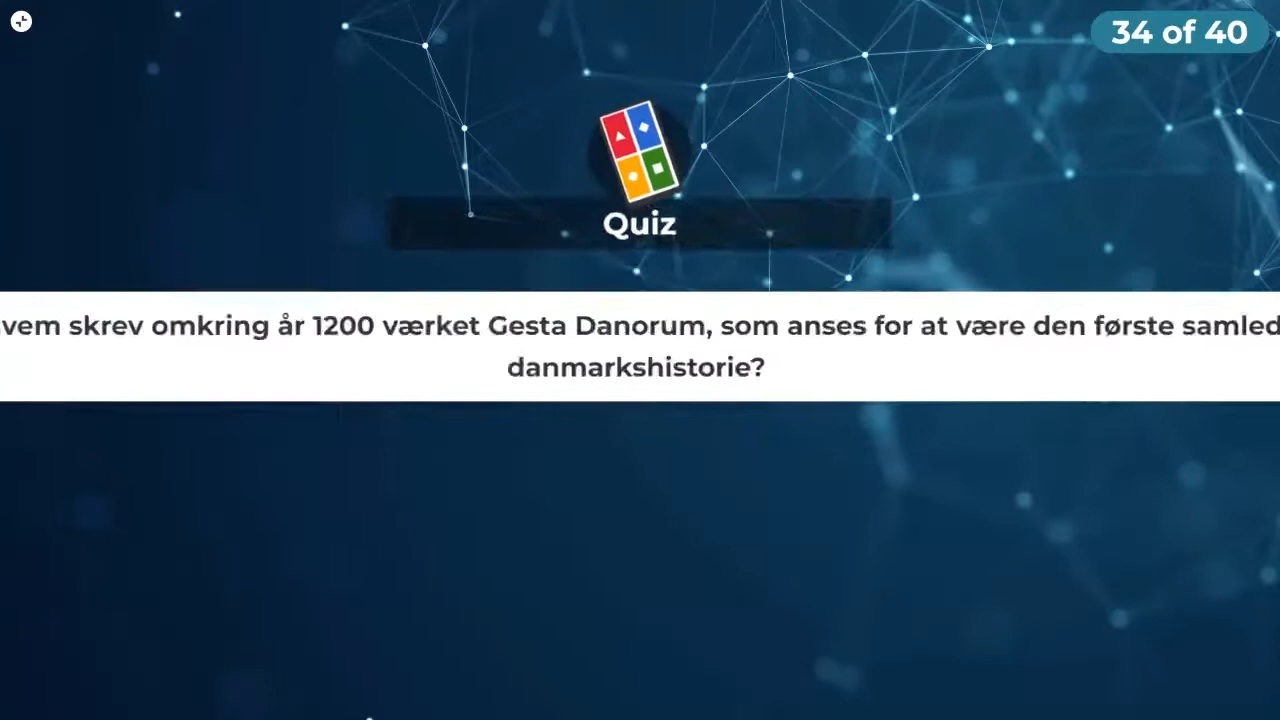 34 of 40
Quiz
vem skrev omkring år 1200 værket Gesta Danorum, som anses for at være den første samled
danmarkshistorie?